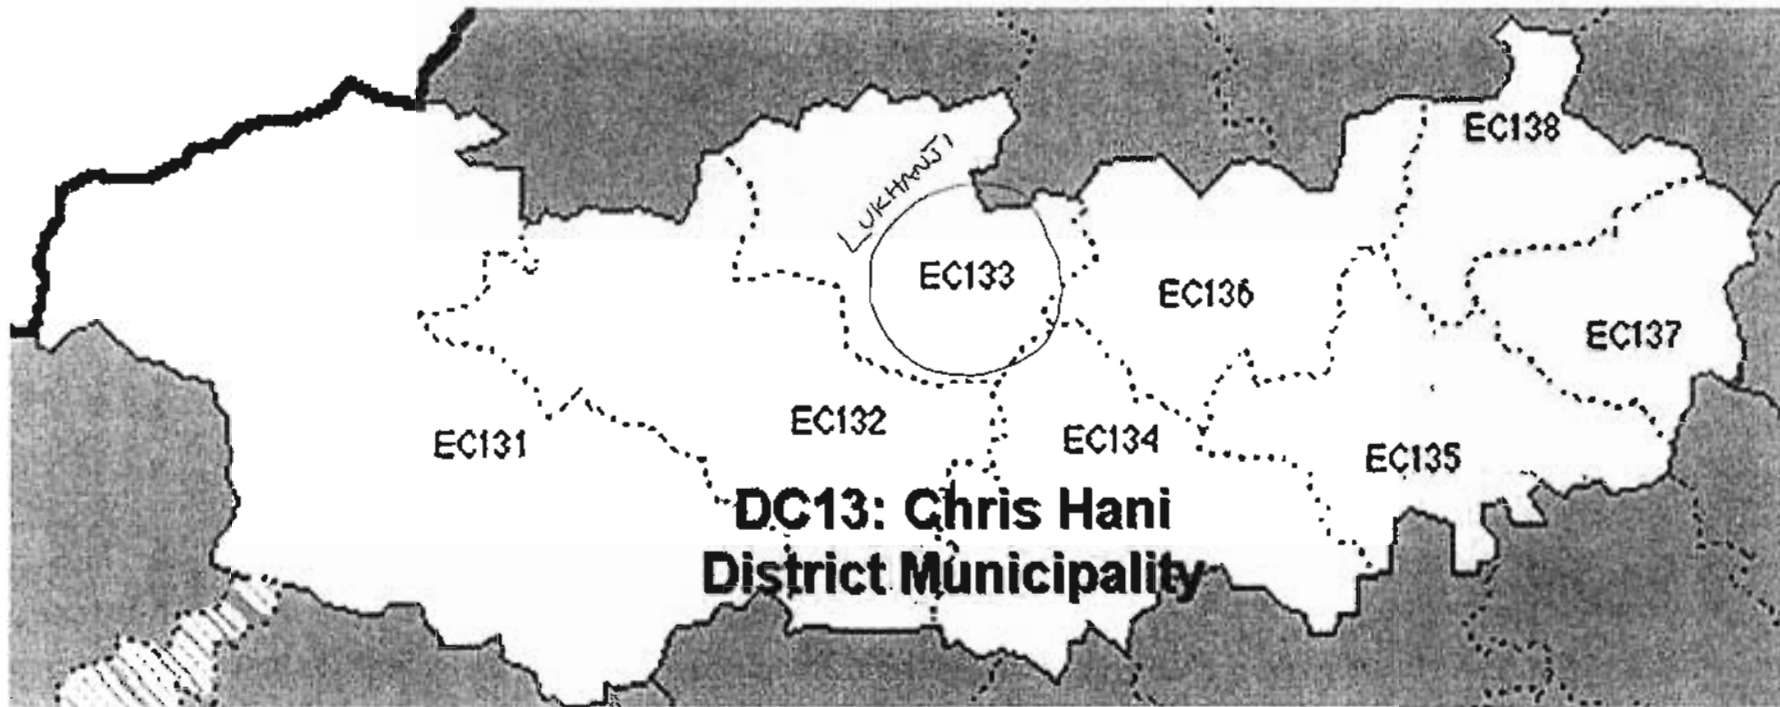 EC138
LUKHANJI
EC133
EC136
EC137
EC131
EC132
EC134
EC135
DC13: Chris Hani
District Municipality